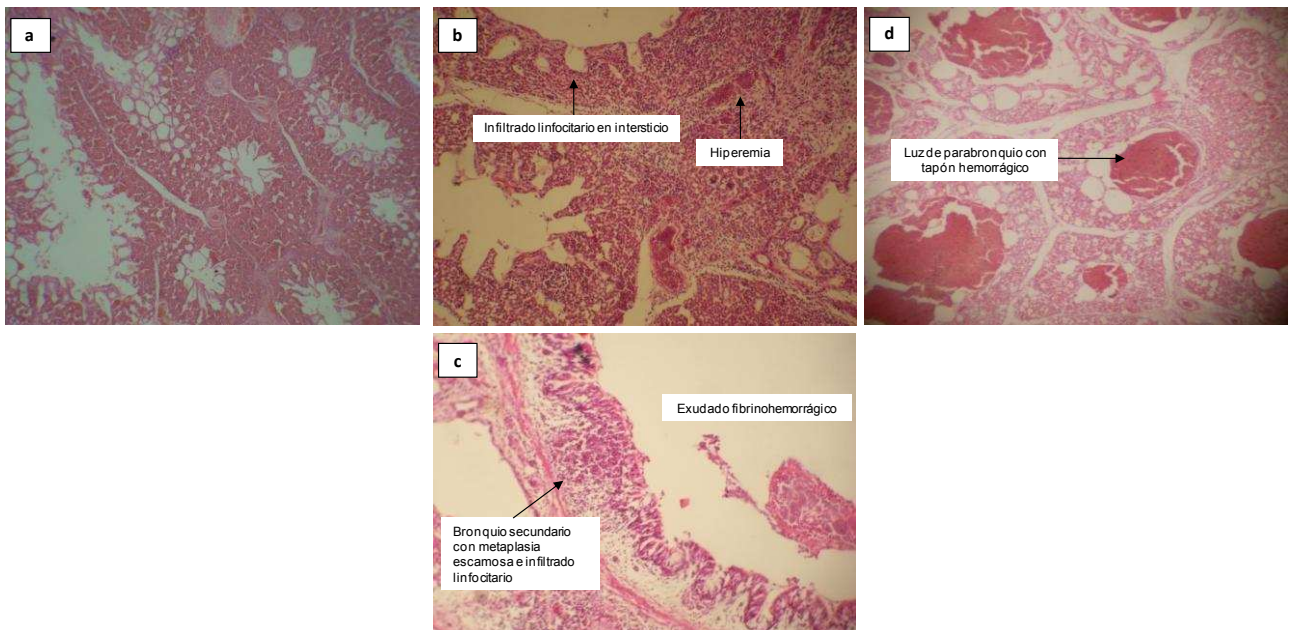 a
b
Infiltrado linfocitario en intersticio
Hiperemia
d
Luz de parabronquio con
tapón hemorrágico
c
Exudado fibrinohemorrágico
Bronquio secundario
con metaplasia
escamosa e infiltrado
linfocitario